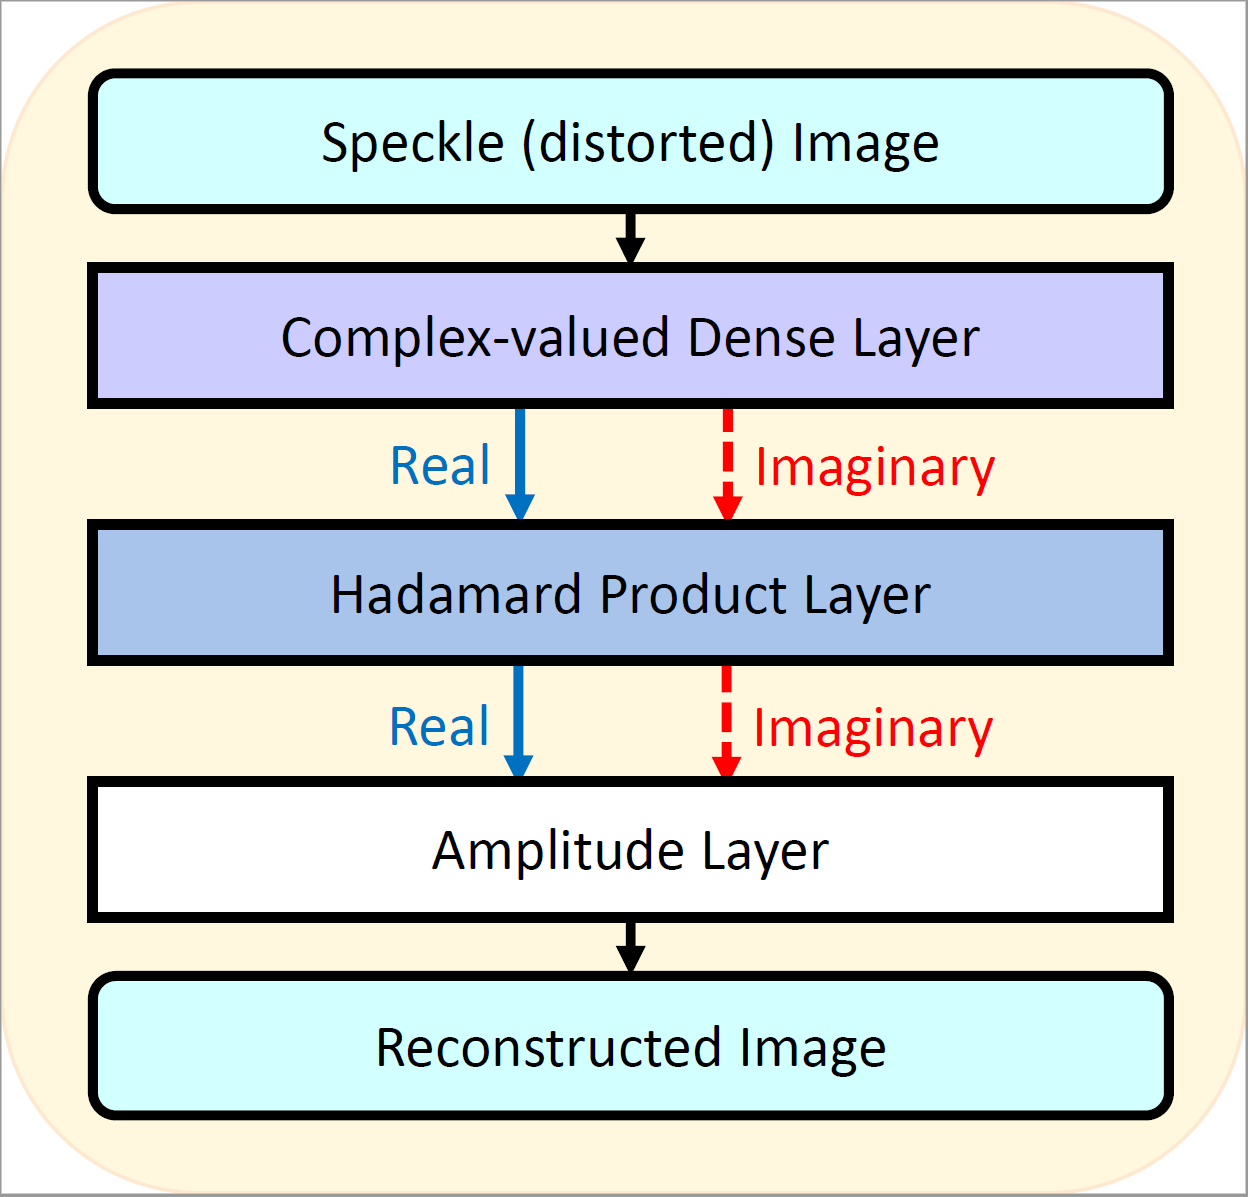 Speckle (distorted) Image
Complex-valued Dense Layer
Real Imaginary
Hadamard Product Layer
Real Imaginary
Amplitude Layer
Reconstructed Image